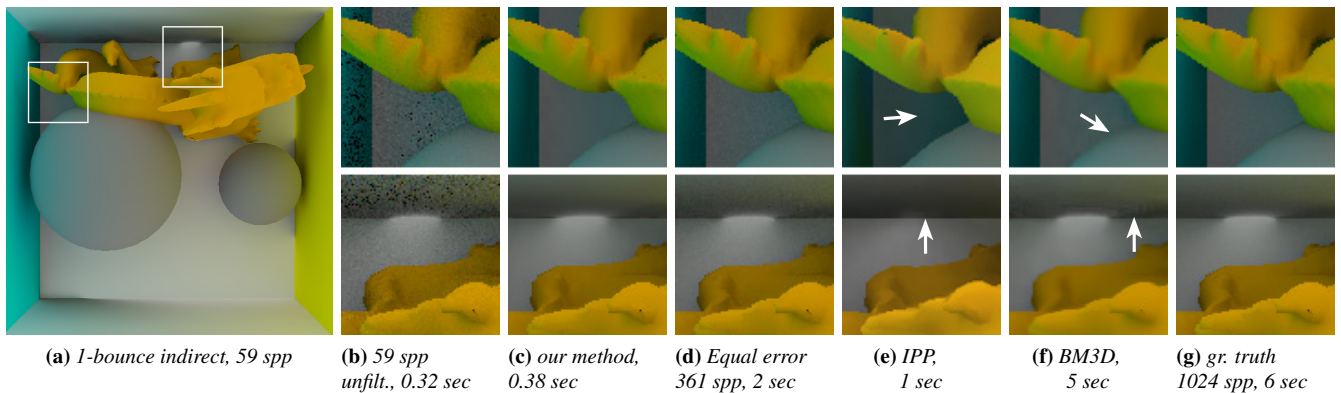 (a) 1-bounce indirect, 59 spp
(b) 59 spp
unfilt., 0.32 sec
(c) our method,
0.38 sec
(d) Equal error
361 spp, 2 sec
(e) IPP,
1 sec
(f) BM3D,
5 sec
(g) gr. truth
1024 spp, 6 sec